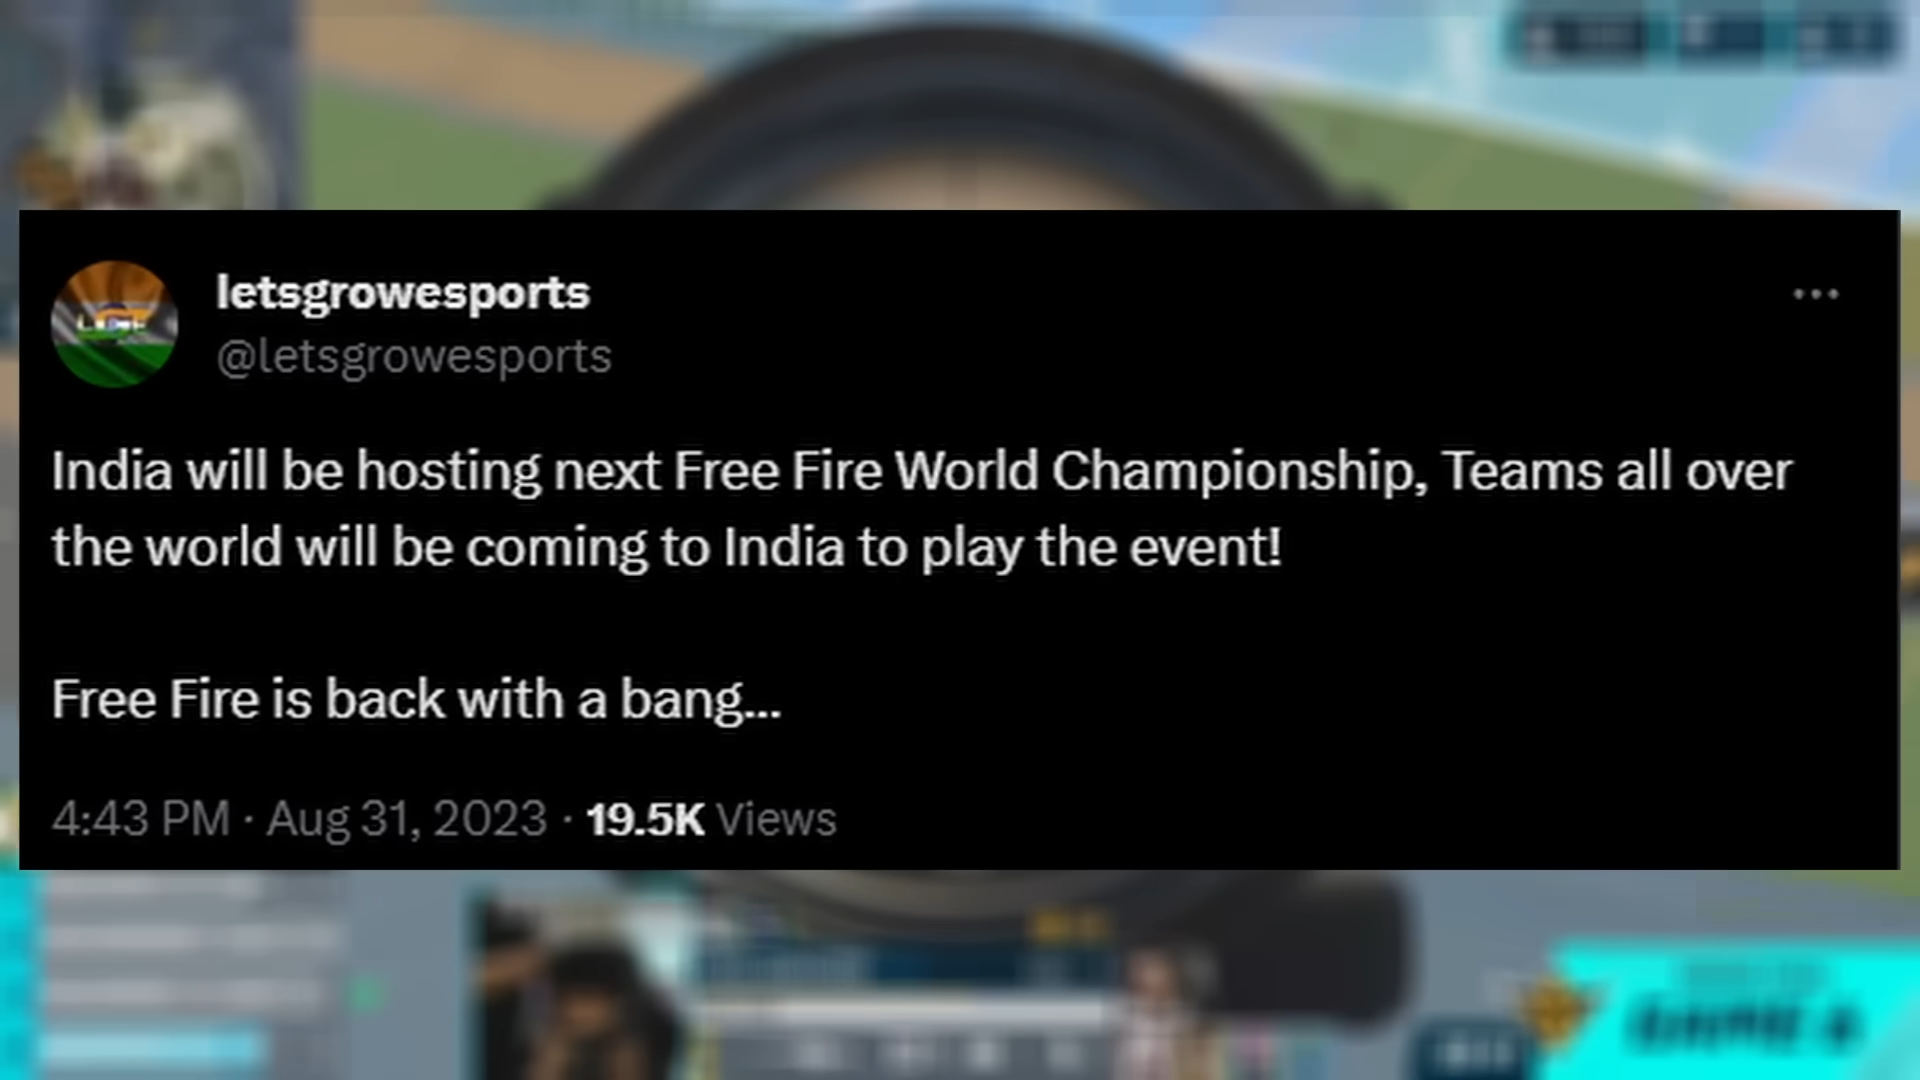 letsgrowesports
@letsgrowesports
India will be hosting next Free Fire World Championship, Teams all over
the world will be coming to India to play the event!
Free Fire is back with a bang...
4:43 PM · Aug 31, 2023 · 19.5K Views